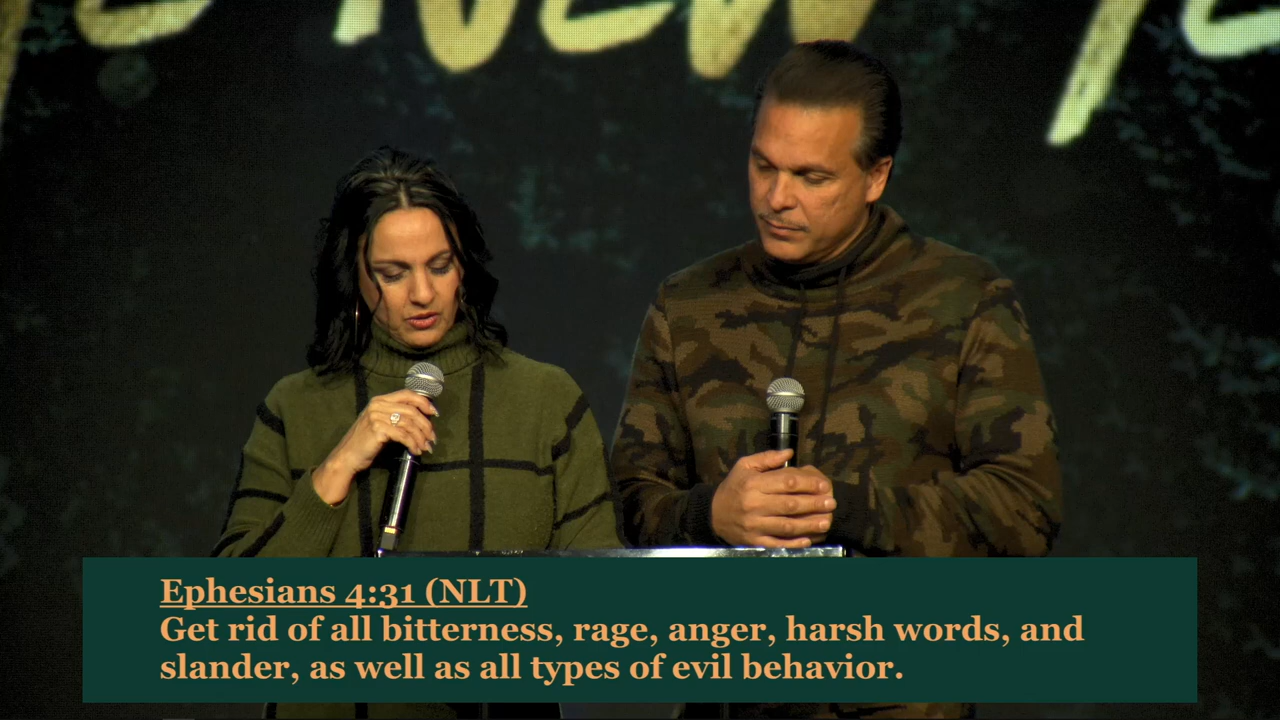 NEW
Ephesians 4:31 (NLT)
Get rid of all bitterness, rage, anger, harsh words, and
slander, as well as all types of evil behavior.